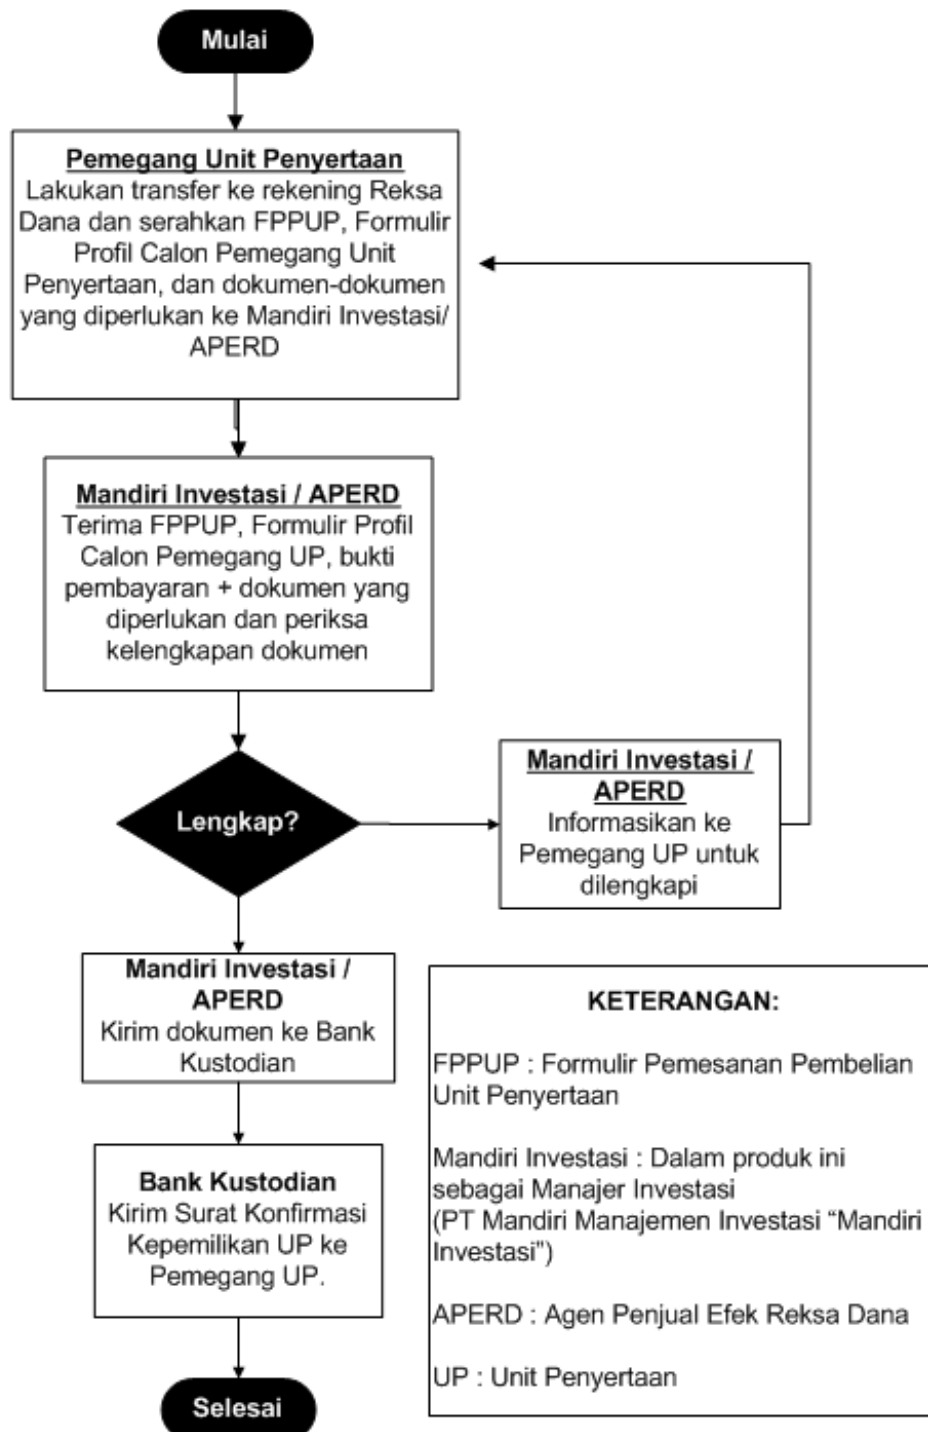 Mulai
Pemegang Unit Penyertaan
Lakukan transfer ke rekening Reksa
Dana dan serahkan FPPUP, Formulir
Profil Calon Pemegang Unit
Penyertaan, dan dokumen-dokumen
yang diperlukan ke Mandiri Investasi/
APERD
Mandiri Investasi / APERD
Terima FPPUP, Formulir Profil
Calon Pemegang UP, bukti
pembayaran + dokumen yang
diperlukan dan periksa
kelengkapan dokumen
Lengkap?
Mandiri Investasi /
APERD
Informasikan ke
Pemegang UP untuk
dilengkapi
Mandiri Investasi /
APERD
Kirim dokumen ke Bank
Kustodian
Bank Kustodian
Kirim Surat Konfirmasi
Kepemilikan UP ke
Pemegang UP.
Selesai
KETERANGAN:
FPPUP : Formulir Pemesanan Pembelian
Unit Penyertaan
Mandiri Investasi : Dalam produk ini
sebagai Manajer Investasi
(PT Mandiri Manajemen Investasi “Mandiri
Investasi”)
APERD : Agen Penjual Efek Reksa Dana
UP : Unit Penyertaan